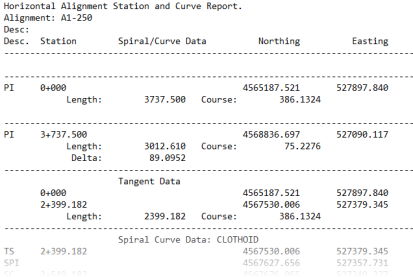 Horizontal Alignment Station and Curve Report.
Alignment: A1-250
Desc:
Desc. Station Spiral/Curve Data Northing Easting
PI 0+000 4565187.521 527897.840
Length: 3737.500 Course: 386.1324
PI 3+737.500 4568836.697 527090.117
Length: 3012.610 Course: 75.2276
Delta: 89.0952
Tangent Data
0+000 4565187.521 527897.840
2+399.182 4567530.006 527379.345
Length: 2399.182 Course: 386.1324
Spiral Curve Data: CLOTHOID
TS 2+399.182 4567530.006 527379.345
SPI 4567627.656 527357.731